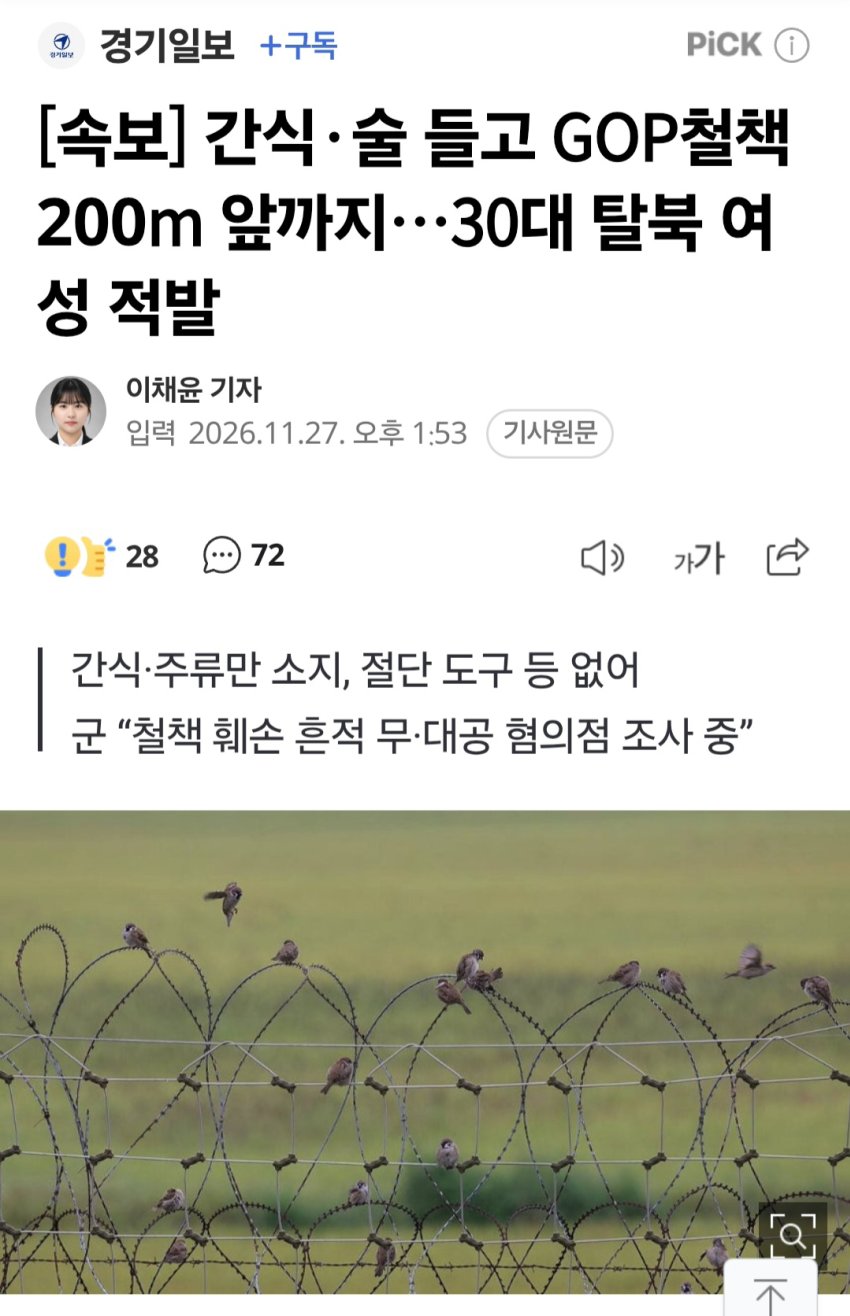 경기일보 +구독 PiCK
[속보] 간식·술 들고 GOP철책
200m 앞까지…30대 탈북 여
성 적발
이채윤 기자
입력 2026.11.27. 오후 1:53 기사원문
28 72 가가
간식·주류만 소지, 절단 도구 등 없어
군 “철책 훼손 흔적 무·대공 혐의점 조사 중”